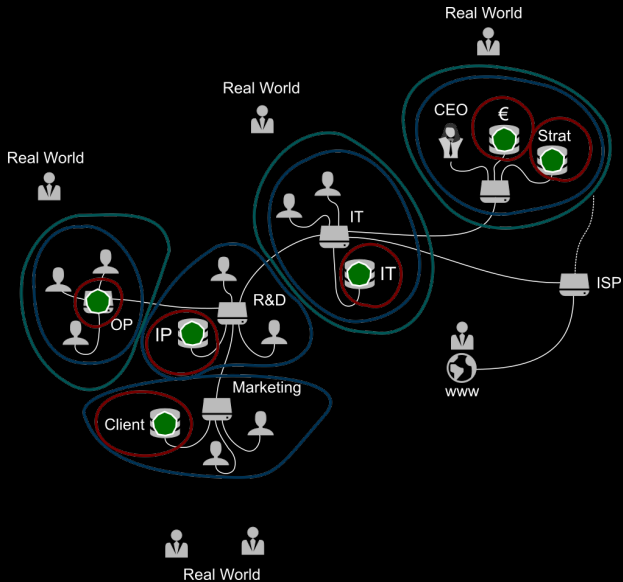 Real World
Real World
CEO
€
Strat
Real World
IT
IT
ISP
R&D
OP
IP
www
Marketing
Client
Real World